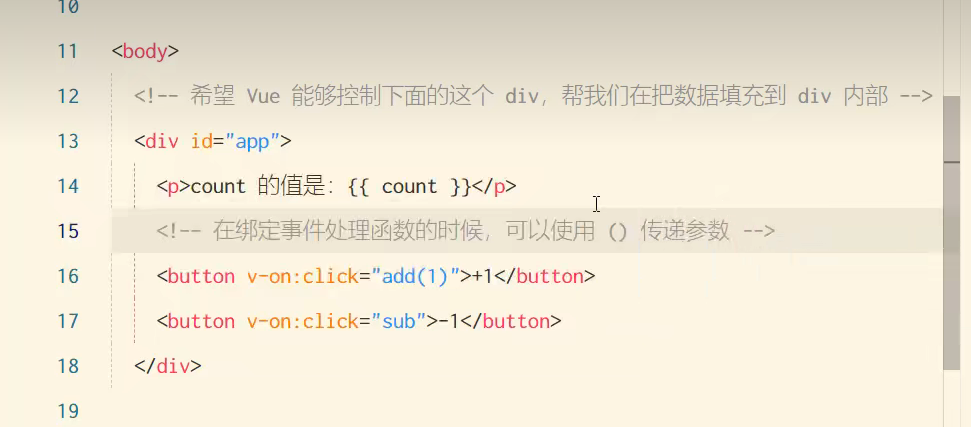 10
11 <body>
12 <!-- 希望 Vue 能够控制下面的这个 div，帮我们在把数据填充到 div 内部 -->
13 <div id="app">
14 <p>count 的值是：{{ count }}</p>
15 <!-- 在绑定事件处理函数的时候，可以使用 () 传递参数 -->
16 <button v-on:click="add(1)">+1</button>
17 <button v-on:click="sub">-1</button>
18 </div>
19